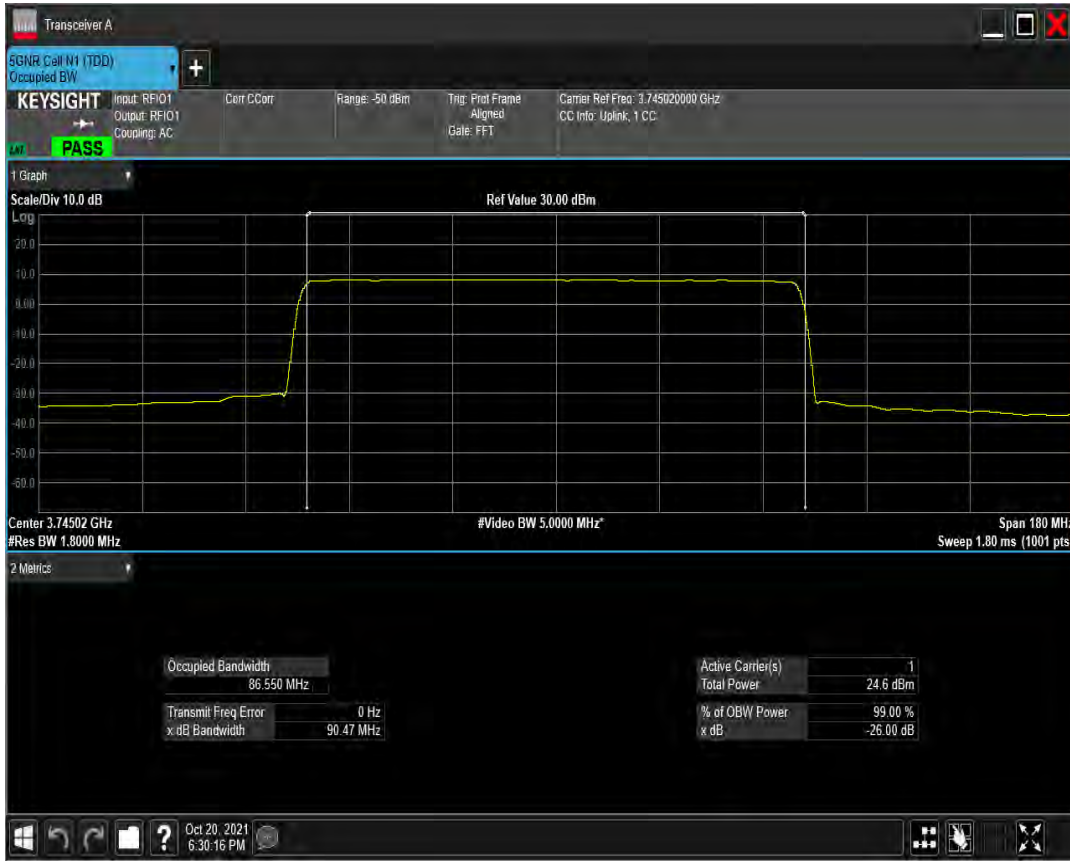 Transceiver A
5GNR Cell N1 (TDD)
Occupied BW
KEYSIGHT
PASS
Input: RFIO1
Output: RFIO1
Coupling: AC
Corr CCorr
Range: -50 dBm
Trig: Prot Frame
Aligned
Gate: FFT
Carrier Ref Freq: 3.745020000 GHz
CC Info: Uplink, 1 CC
1 Graph
Scale/Div 10.0 dB
Ref Value 30.00 dBm
Log
20.0
10.0
0.00
-10.0
-20.0
-30.0
-40.0
-50.0
-60.0
Center 3.74502 GHz
#Video BW 5.0000 MHz*
Span 180 MHz
#Res BW 1.8000 MHz
Sweep 1.80 ms (1001 pts
2 Metrics
Occupied Bandwidth
86.550 MHz
Transmit Freq Error 0 Hz
x dB Bandwidth 90.47 MHz
Active Carrier(s) 1
Total Power 24.6 dBm
% of OBW Power 99.00 %
x dB -26.00 dB
Oct 20, 2021
6:30:16 PM